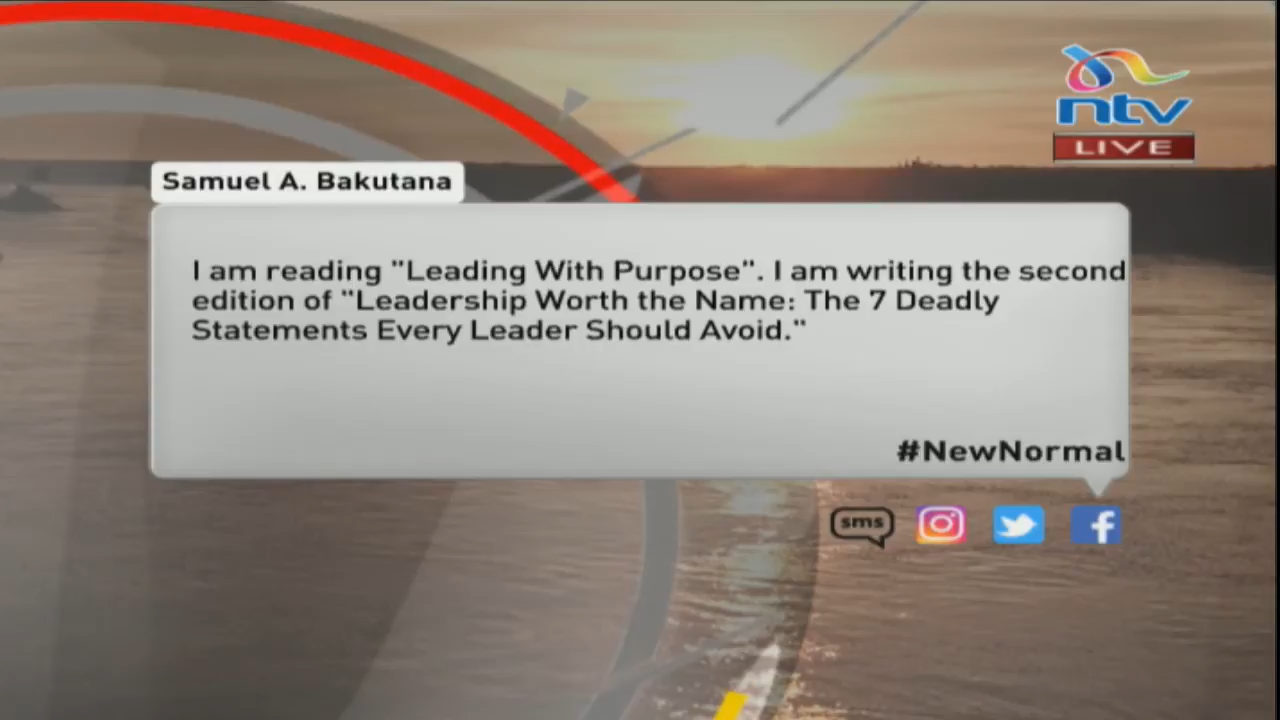 ntv
LIVE
Samuel A. Bakutana
I am reading "Leading With Purpose". I am writing the second
edition of "Leadership Worth the Name: The 7 Deadly
Statements Every Leader Should Avoid."
#NewNormal
sms